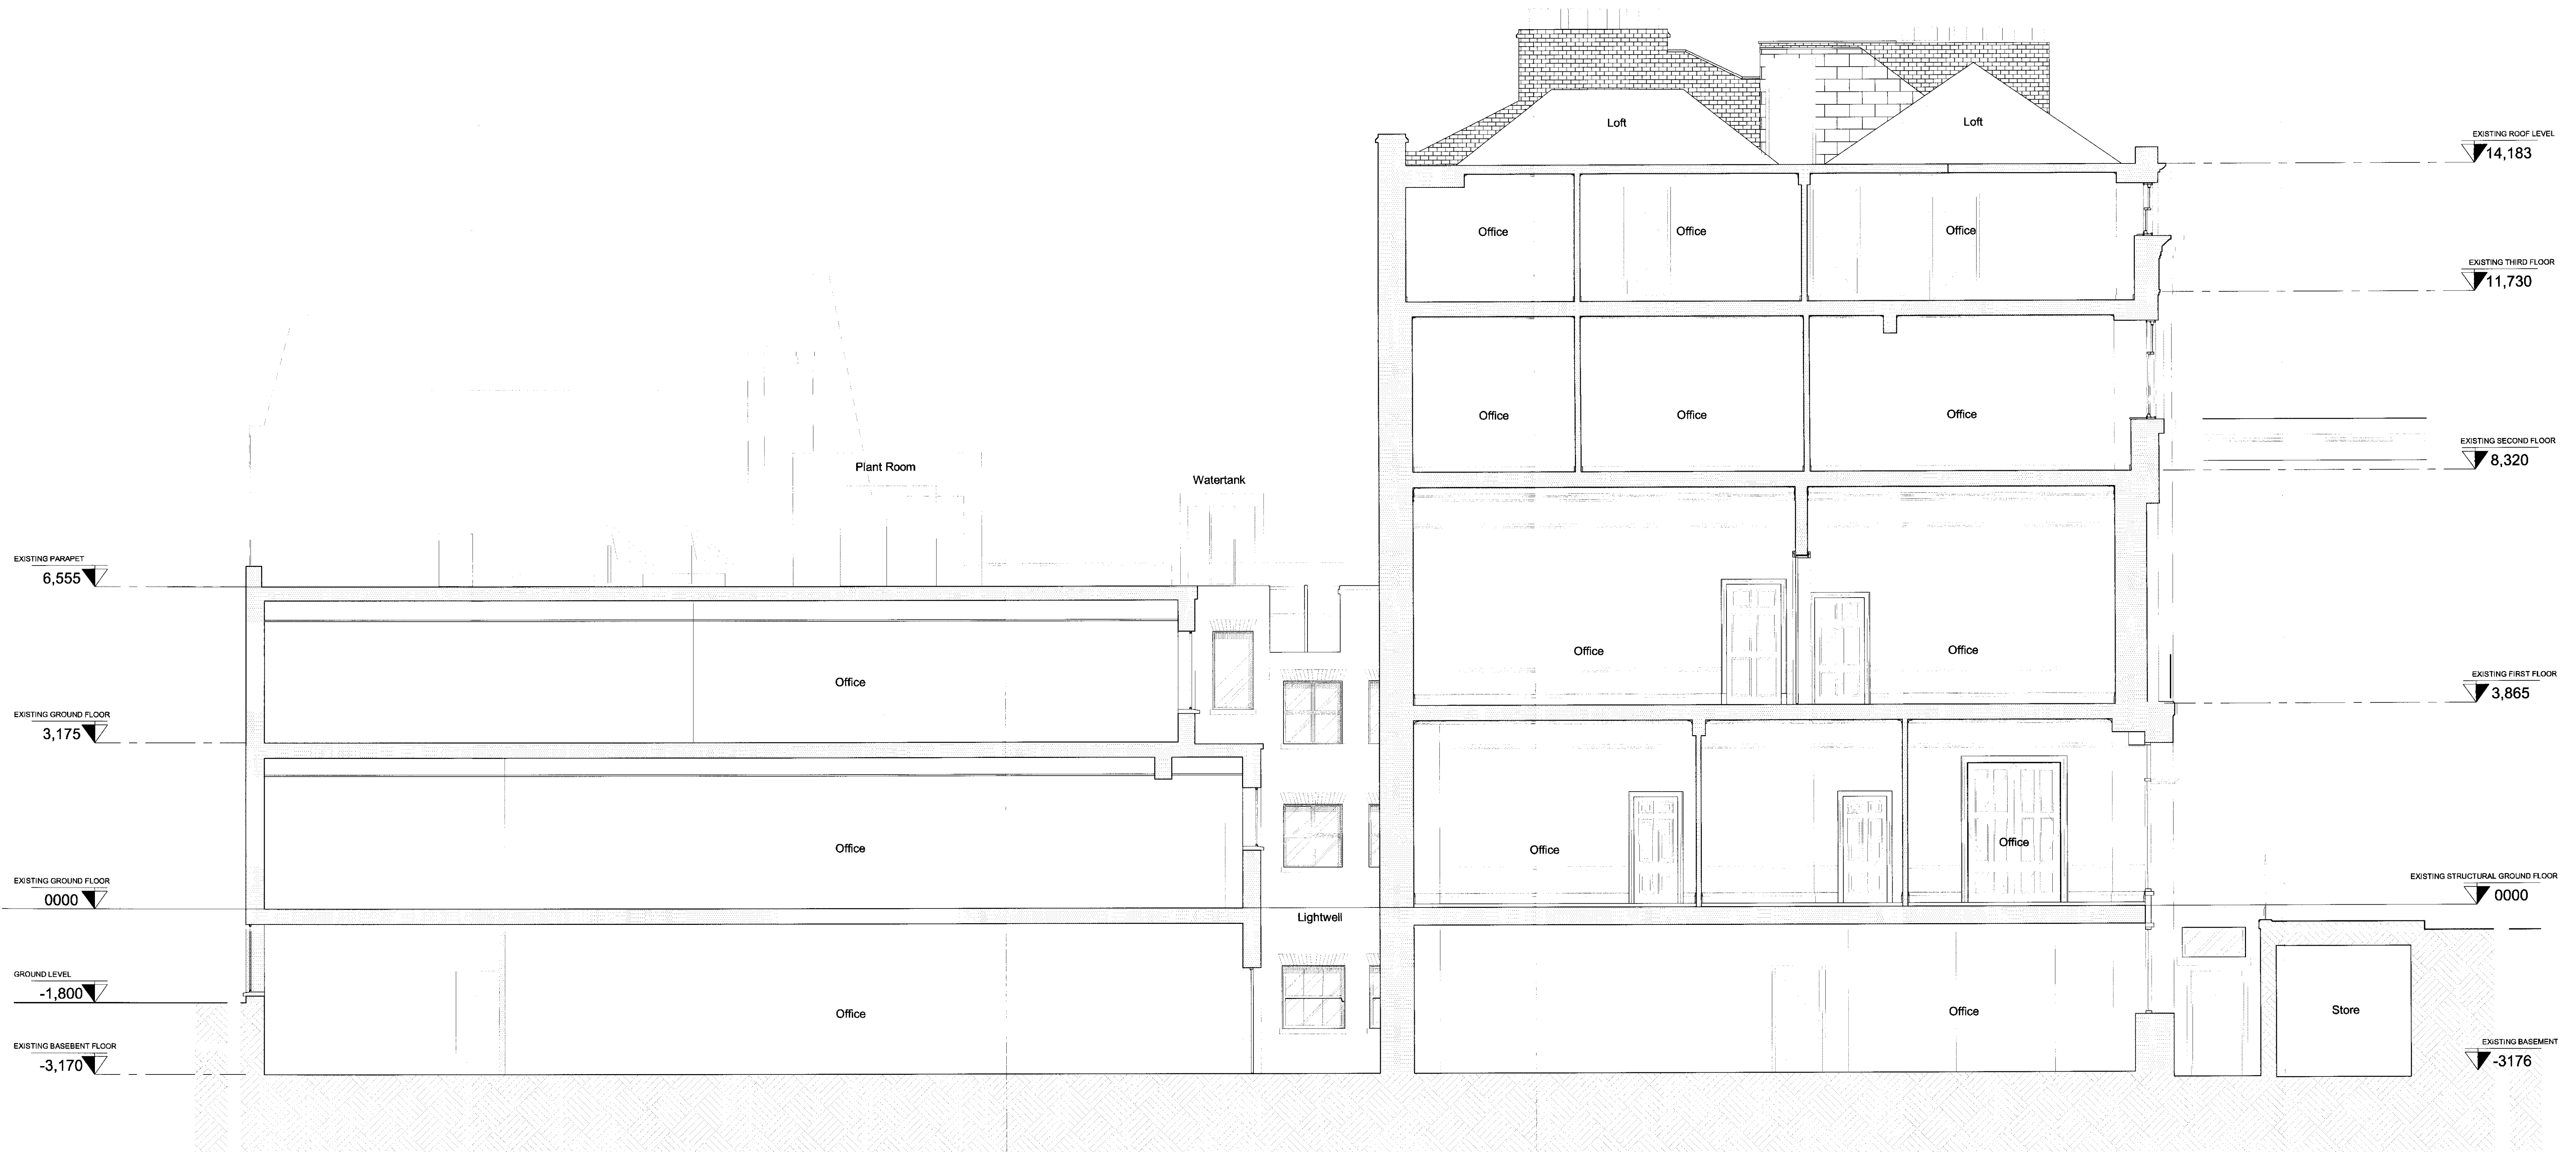 Loft
Loft
EXISTING ROOF LEVEL
14,183
Office
Office
Office
EXISTING THIRD FLOOR
11,730
Office
Office
Office
EXISTING SECOND FLOOR
8,320
Plant Room
Watertank
EXISTING PARAPET
6,555
Office
Office
Office
EXISTING FIRST FLOOR
3,865
EXISTING GROUND FLOOR
3,175
Office
Office
Office
EXISTING GROUND FLOOR
0000
EXISTING STRUCTURAL GROUND FLOOR
0000
Lightwell
GROUND LEVEL
-1,800
Office
Office
Store
EXISTING BASEBENT FLOOR
-3,170
EXISTING BASEMENT
-3176